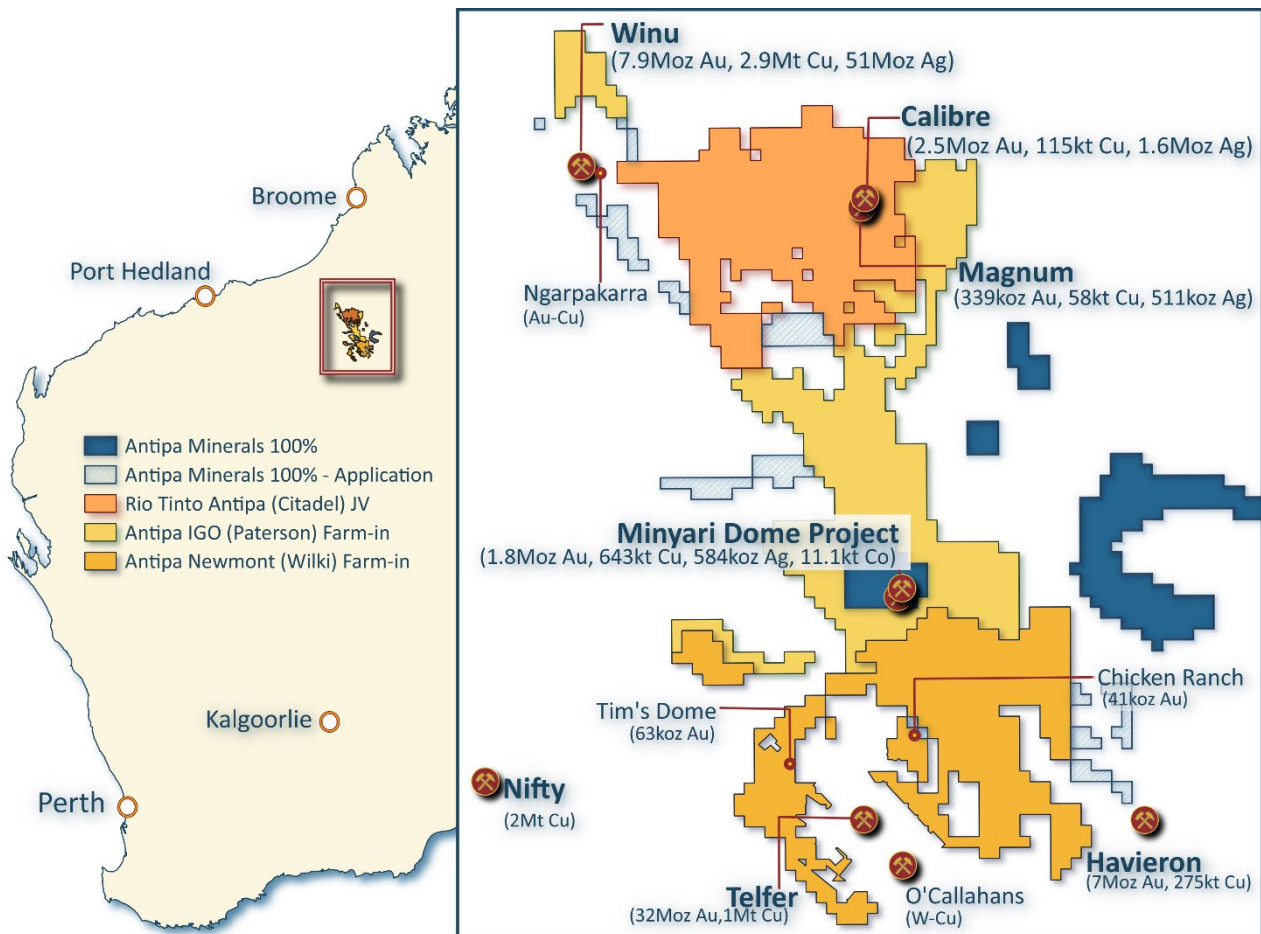 Broome
Port Hedland
Antipa Minerals 100%
Antipa Minerals 100% - Application
Rio Tinto Antipa (Citadel) JV
Antipa IGO (Paterson) Farm-in
Antipa Newmont (Wilki) Farm-in
Kalgoorlie
Perth
Winu
(7.9Moz Au, 2.9Mt Cu, 51Moz Ag)
Calibre
(2.5Moz Au, 115kt Cu, 1.6Moz Ag)
Ngarpakarra
(Au-Cu)
Magnum
(339koz Au, 58kt Cu, 511koz Ag)
Minyari Dome Project
(1.8Moz Au, 643kt Cu, 584koz Ag, 11.1kt Co)
Chicken Ranch
(41koz Au)
Tim's Dome
(63koz Au)
Nifty
(2Mt Cu)
Telfer
(32Moz Au,1Mt Cu)
O'Callahans
(W-Cu)
Havieron
(7Moz Au, 275kt Cu)